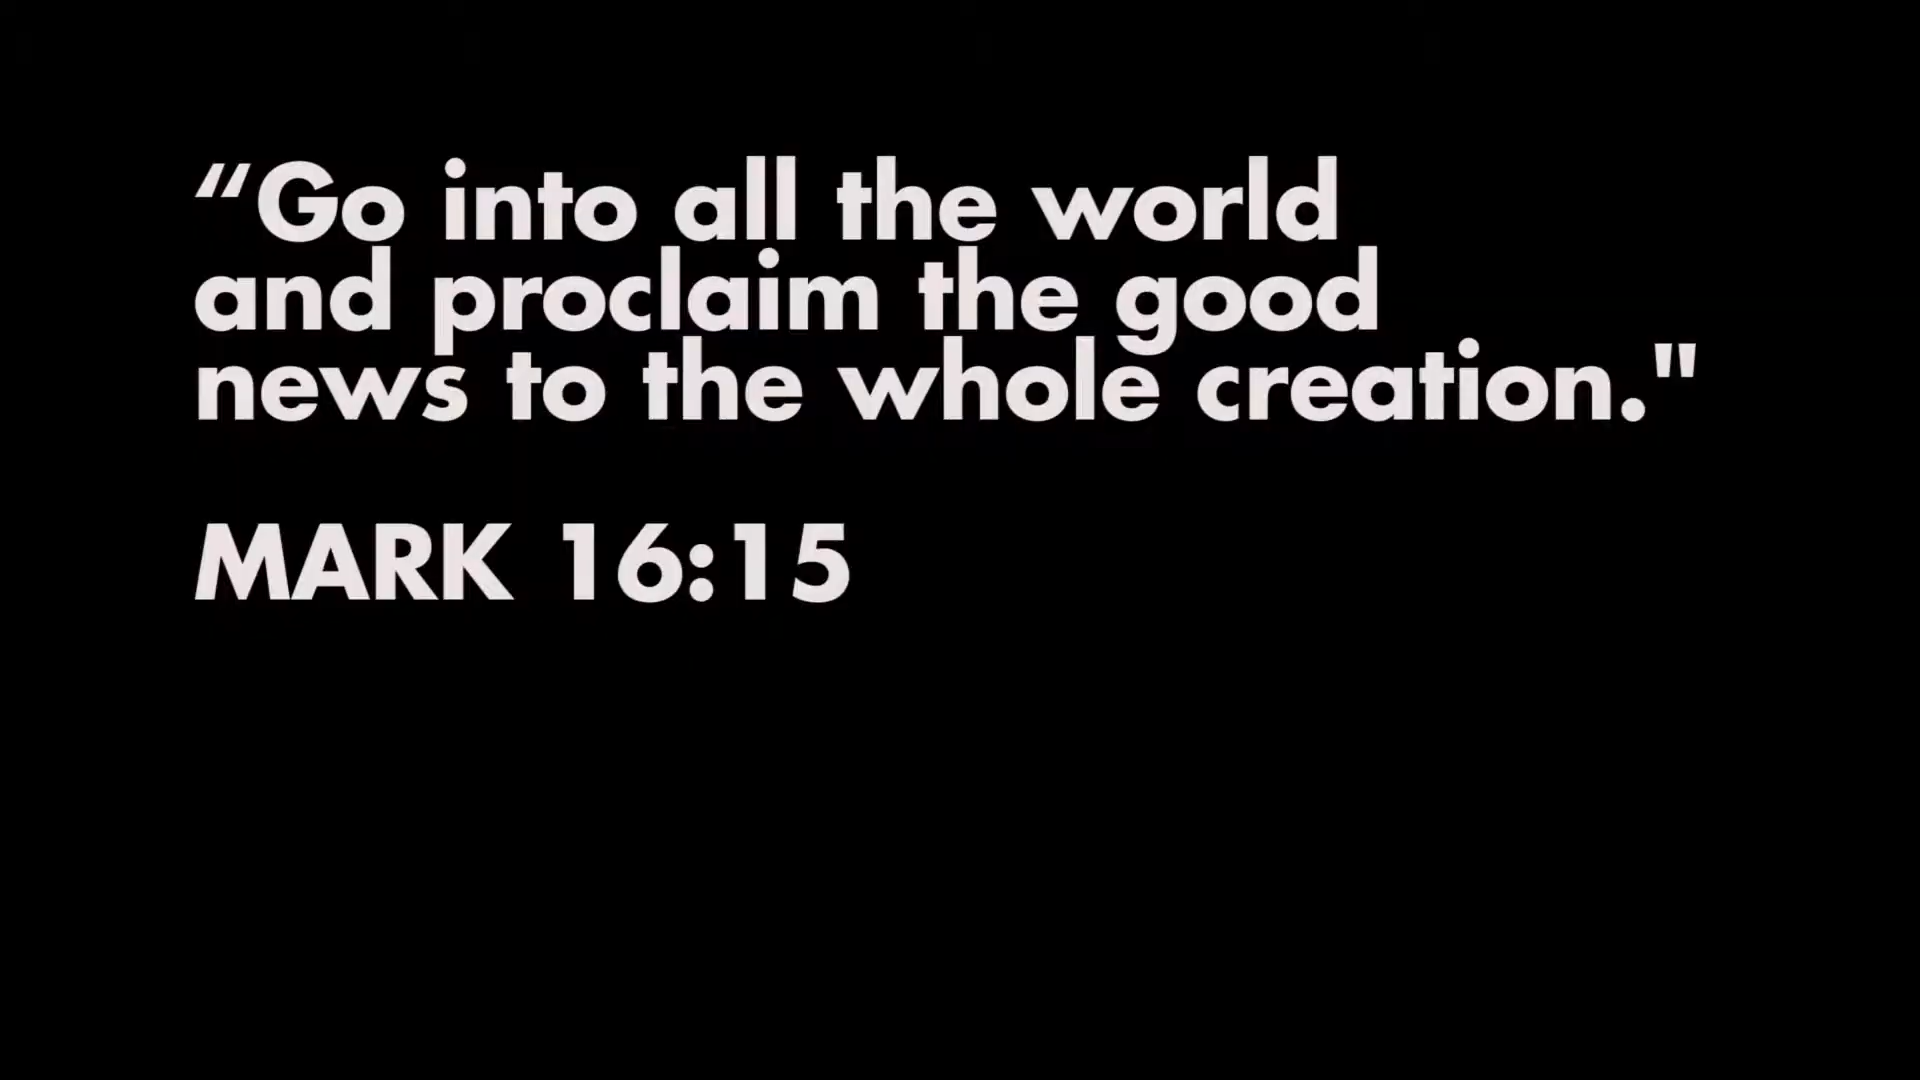 “Go into all the world
and proclaim the good
news to the whole creation."
MARK 16:15